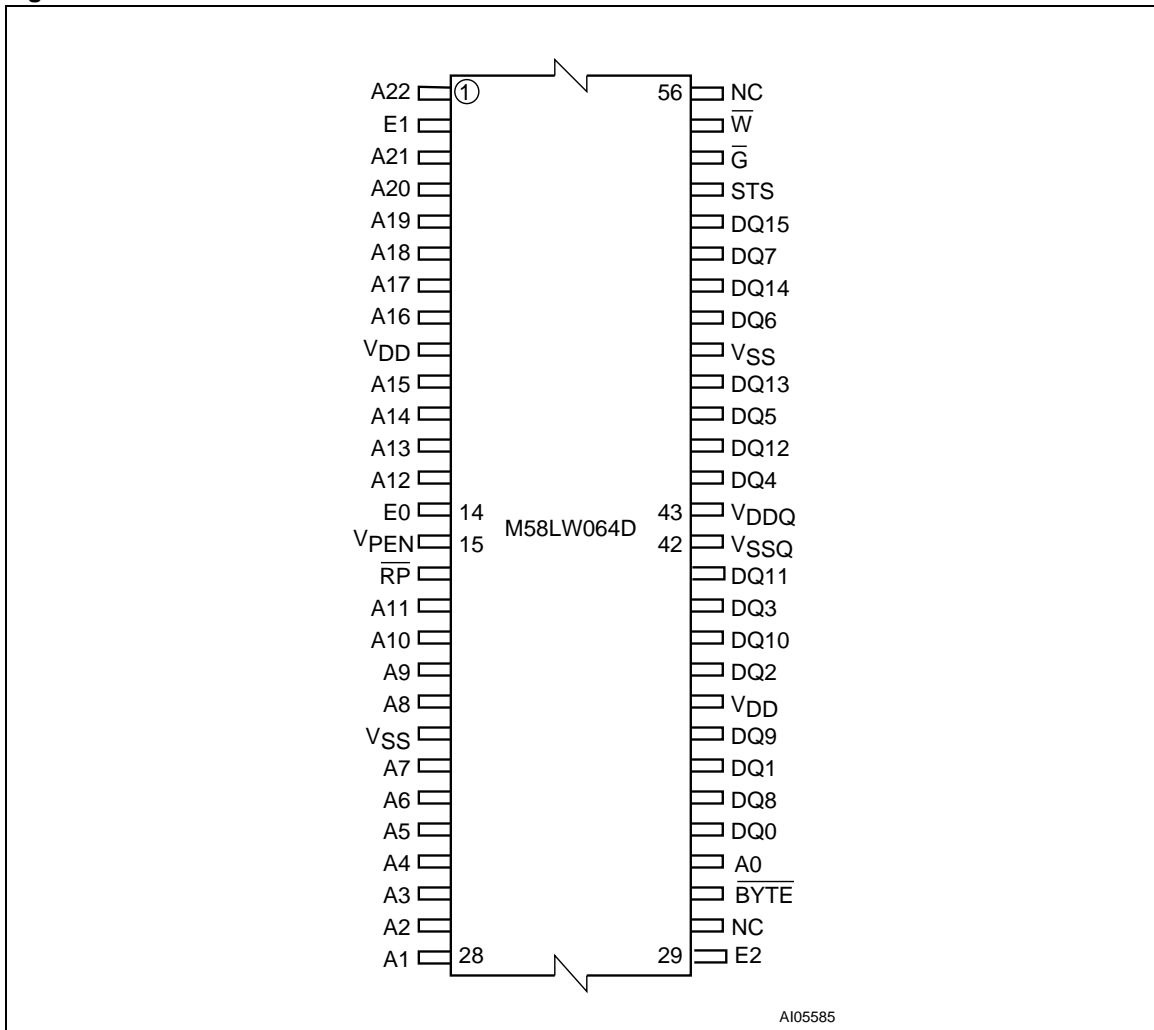 A22 1 56 NC
E1 W̅
A21 G̅
A20 STS
A19 DQ15
A18 DQ7
A17 DQ14
A16 DQ6
VDD VSS
A15 DQ13
A14 DQ5
A13 DQ12
A12 DQ4
E0 14 43 VDDQ
M58LW064D
VPEN 15 42 VSSQ
R̅P̅ DQ11
A11 DQ3
A10 DQ10
A9 DQ2
A8 VDD
VSS DQ9
A7 DQ1
A6 DQ8
A5 DQ0
A4 A0
A3 B̅Y̅T̅E̅
A2 NC
A1 28 29 E2
AI05585